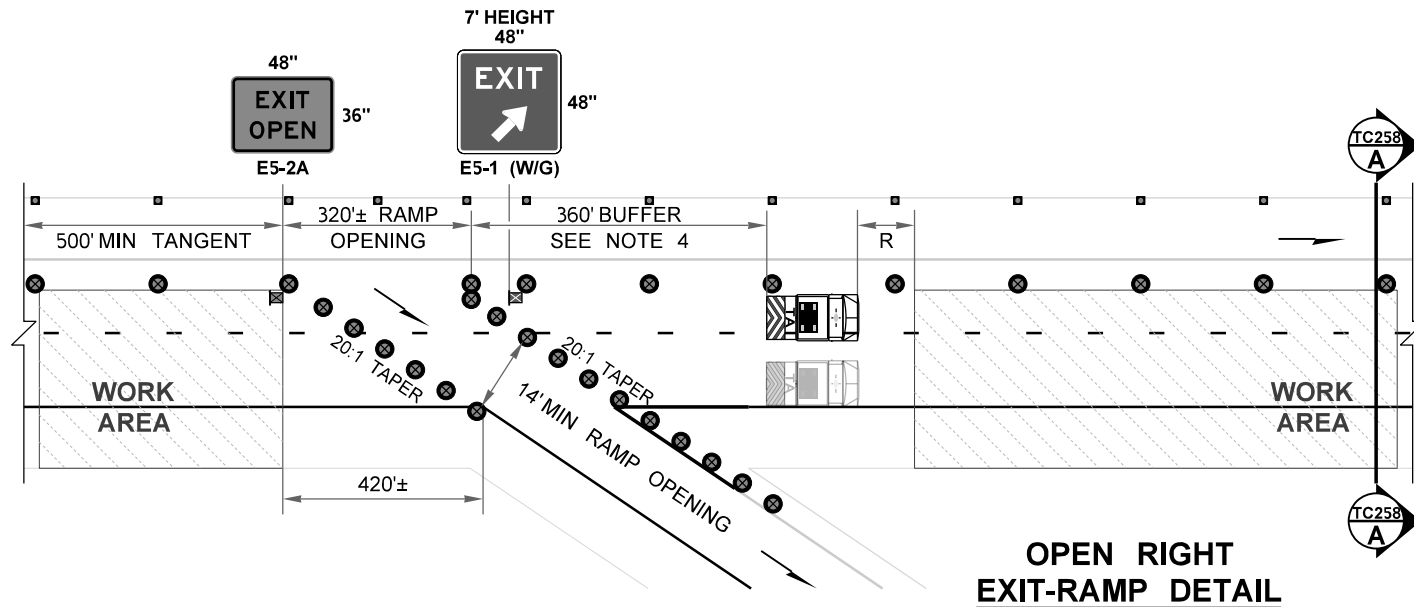 7' HEIGHT
48"
48"
EXIT
OPEN
36"
E5-2A
EXIT
48"
E5-1 (W/G)
TC258
A
500' MIN TANGENT
320'± RAMP
OPENING
360' BUFFER
SEE NOTE 4
R
20:1 TAPER
20:1 TAPER
TA
WORK
AREA
14' MIN RAMP OPENING
WORK
AREA
420'±
TC258
A
OPEN RIGHT
EXIT-RAMP DETAIL